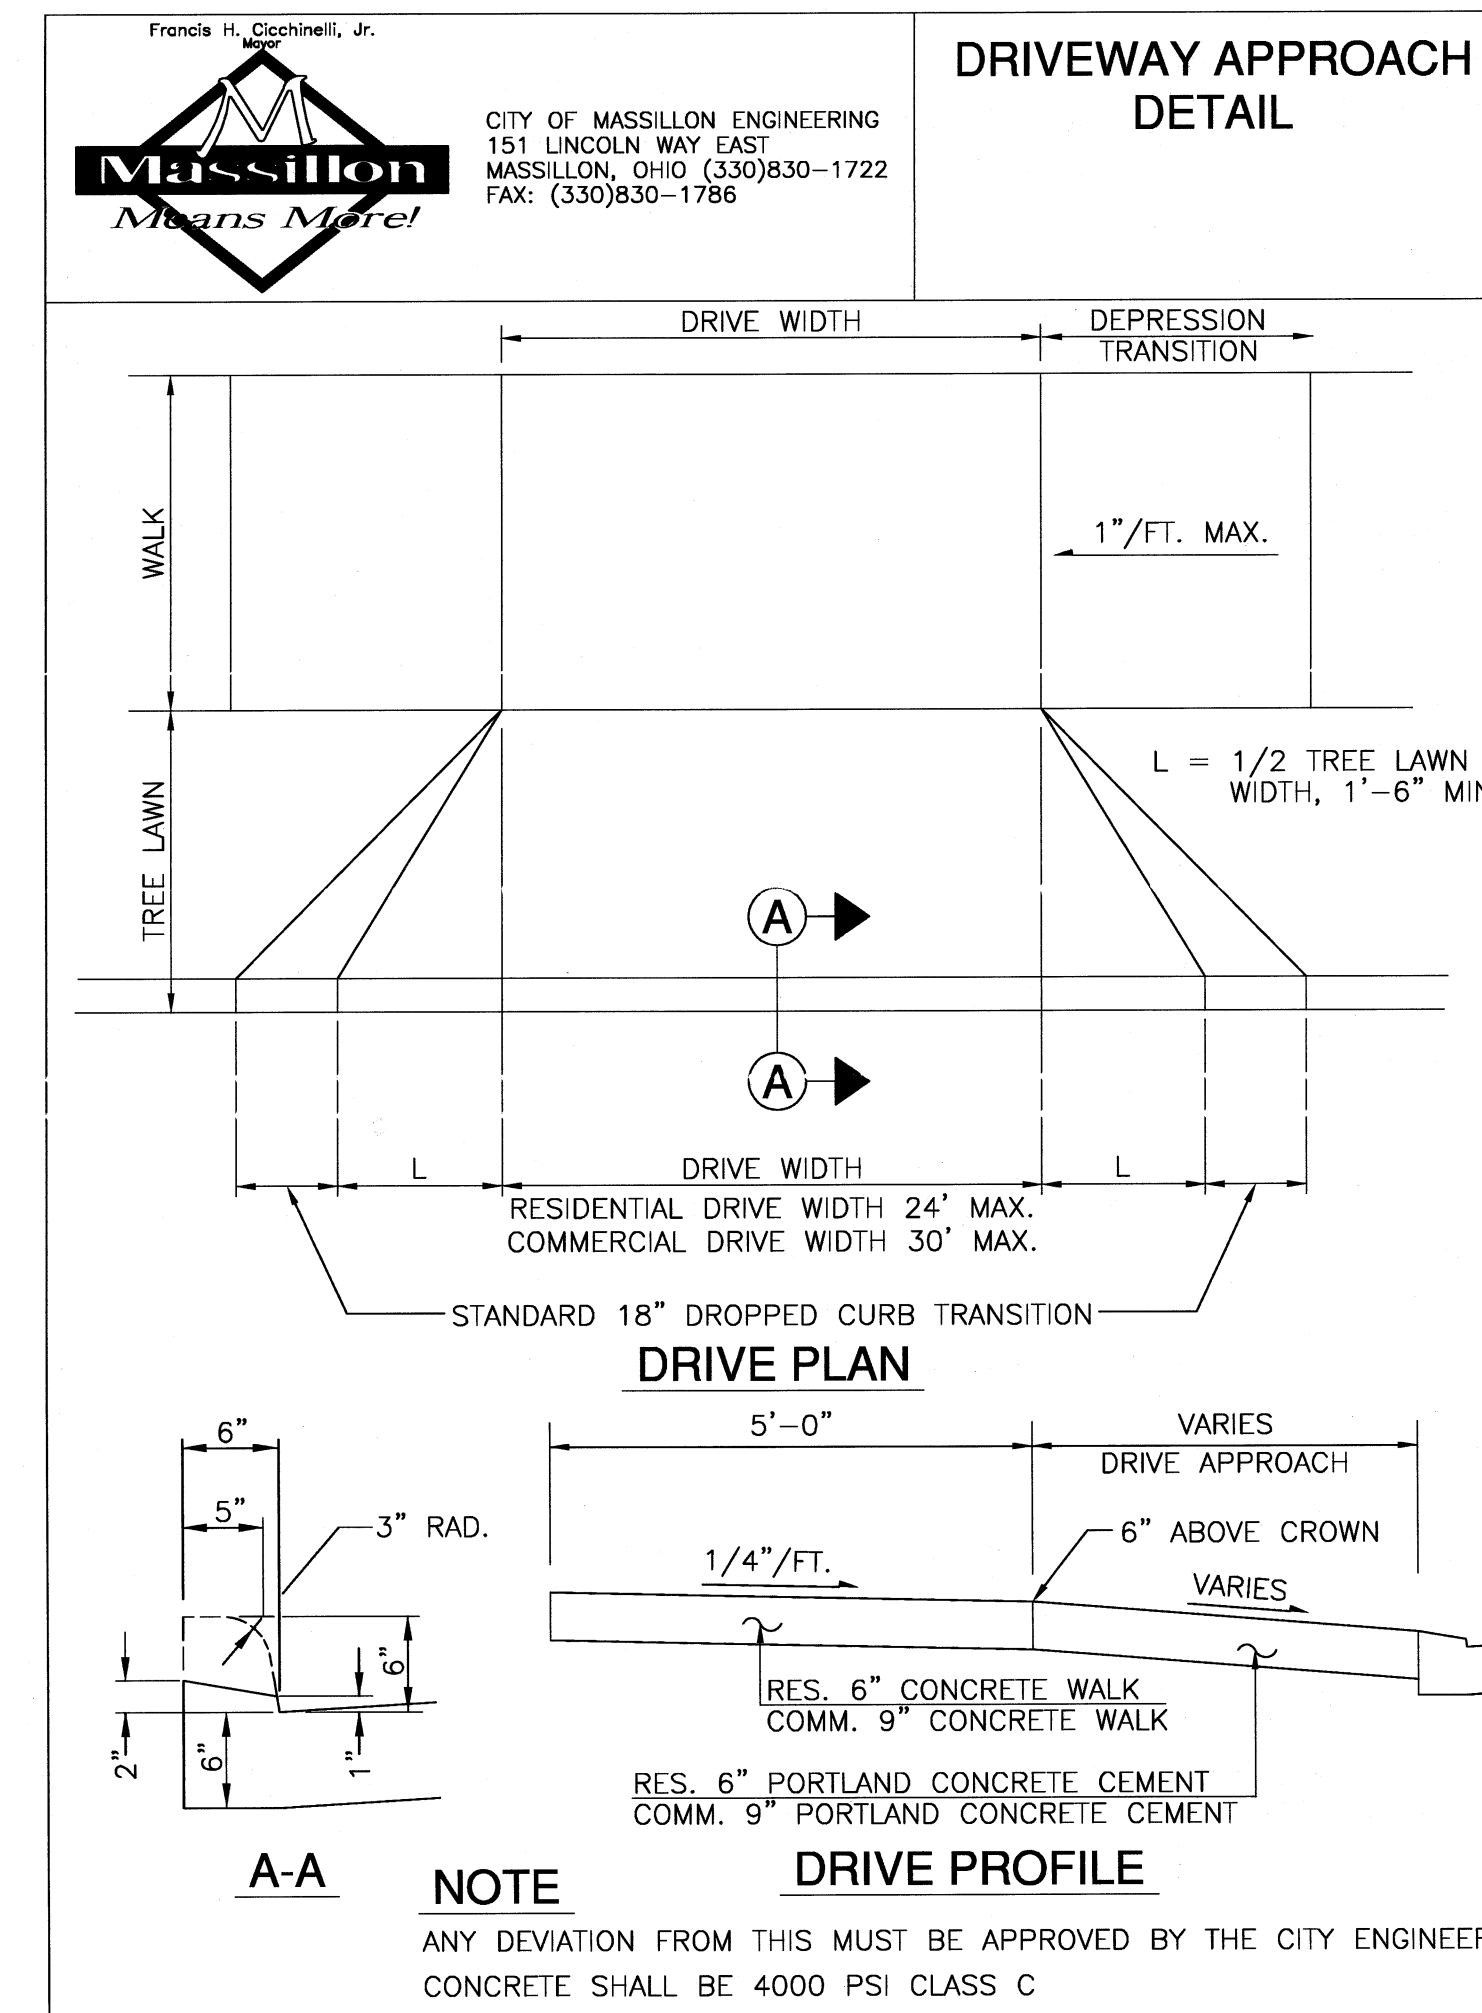 Francis H. Cicchinelli, Jr.
Mayor
M
Massillon
Means More!
CITY OF MASSILLON ENGINEERING
151 LINCOLN WAY EAST
MASSILLON, OHIO (330)830-1722
FAX: (330)830-1786
DRIVEWAY APPROACH
DETAIL
DRIVE WIDTH
DEPRESSION
TRANSITION
WALK
1"/FT. MAX.
TREE LAWN
L = 1/2 TREE LAWN
WIDTH, 1'-6" MIN
A
A
L
DRIVE WIDTH
L
RESIDENTIAL DRIVE WIDTH 24' MAX.
COMMERCIAL DRIVE WIDTH 30' MAX.
STANDARD 18" DROPPED CURB TRANSITION
DRIVE PLAN
6"
5"
3" RAD.
6"
2"
6"
1"
A-A
5'-0"
VARIES
DRIVE APPROACH
6" ABOVE CROWN
1/4"/FT.
VARIES
RES. 6" CONCRETE WALK
COMM. 9" CONCRETE WALK
RES. 6" PORTLAND CONCRETE CEMENT
COMM. 9" PORTLAND CONCRETE CEMENT
DRIVE PROFILE
NOTE
ANY DEVIATION FROM THIS MUST BE APPROVED BY THE CITY ENGINEER
CONCRETE SHALL BE 4000 PSI CLASS C